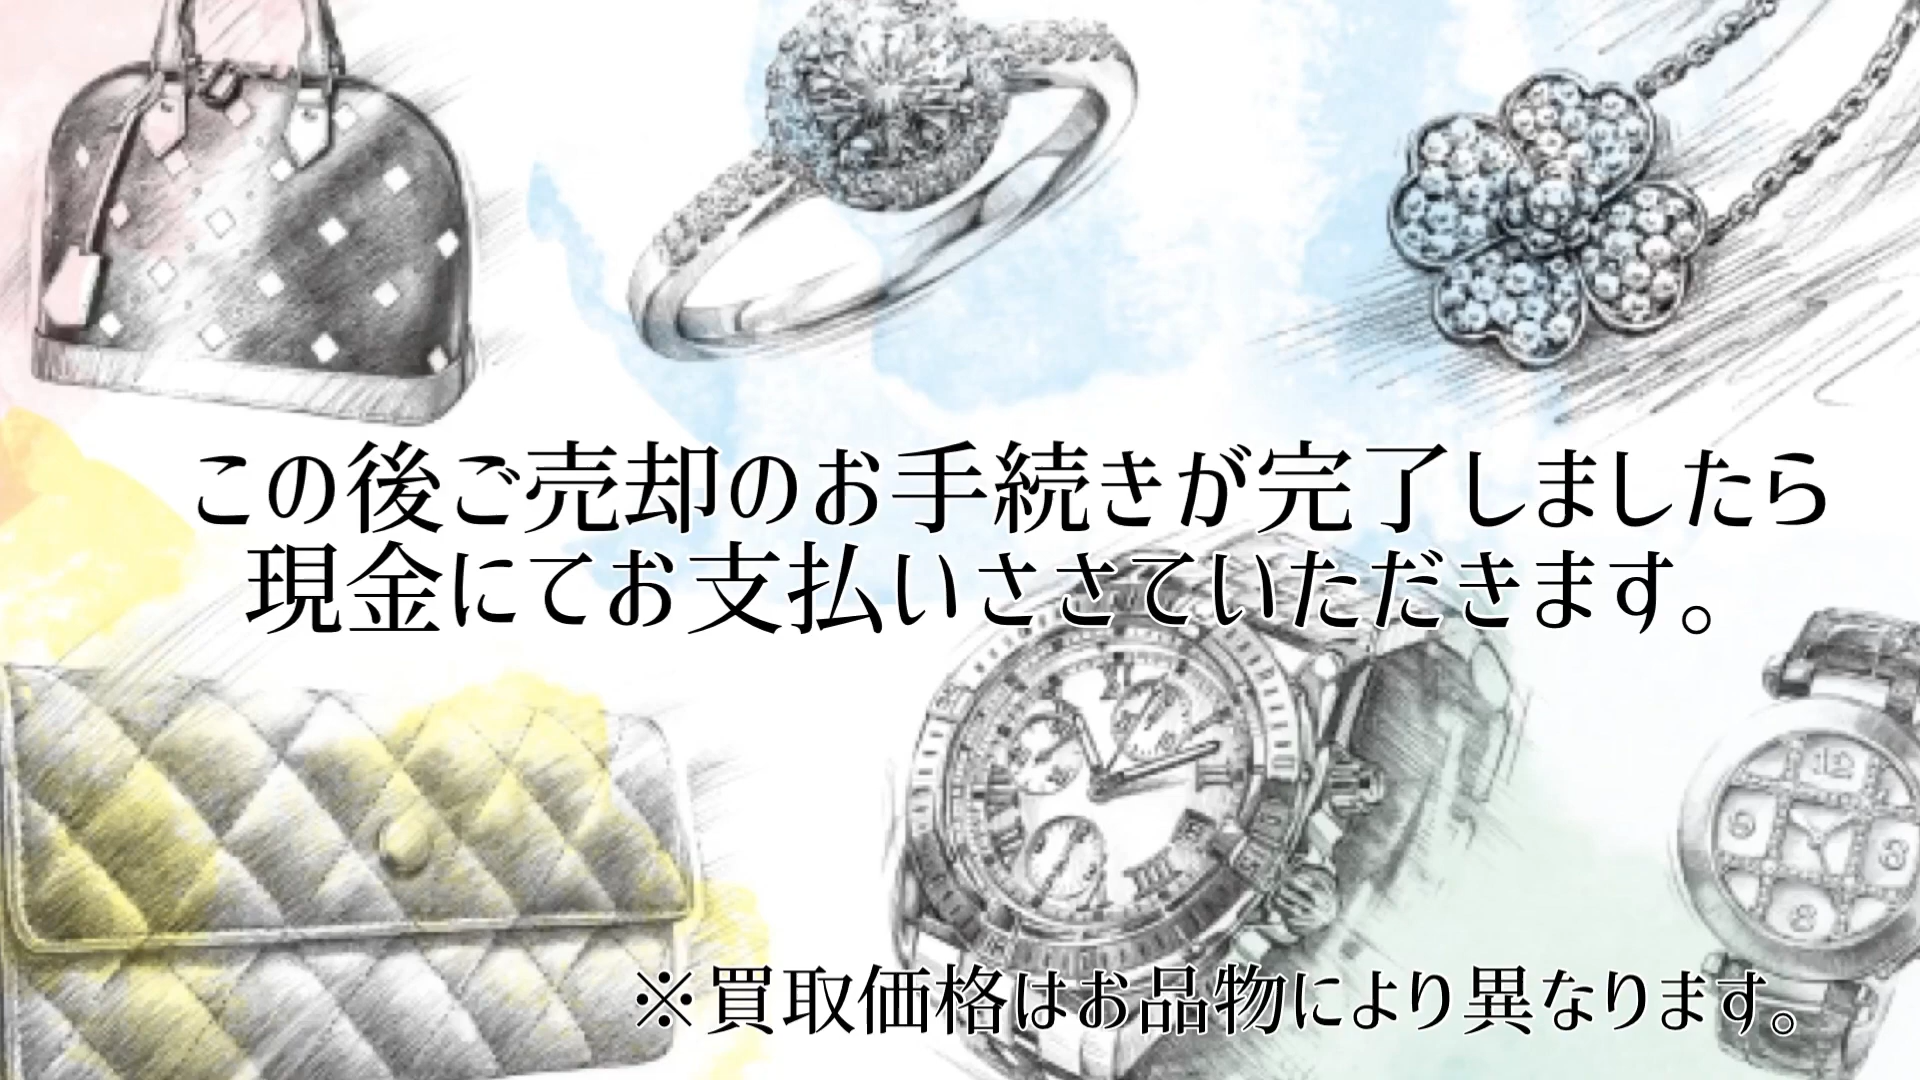 この後ご売却のお手続きが完了しましたら
現金にてお支払いささていただきます。
※買取価格はお品物により異なります。